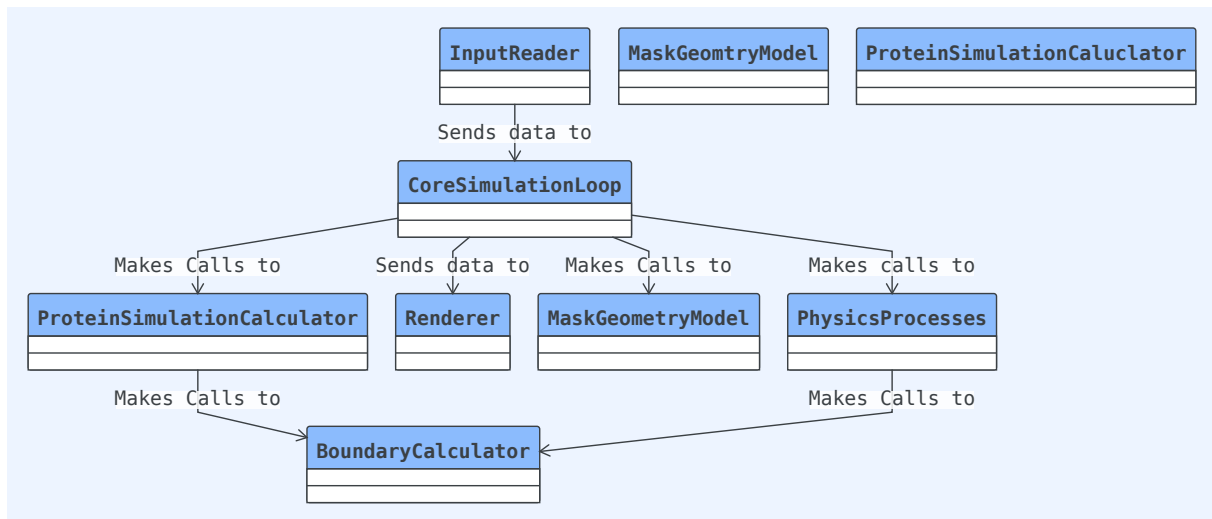 InputReader
MaskGeomtryModel
ProteinSimulationCaluclator
Sends data to
CoreSimulationLoop
Makes Calls to
Sends data to
Makes Calls to
Makes calls to
ProteinSimulationCalculator
Renderer
MaskGeometryModel
PhysicsProcesses
Makes Calls to
Makes Calls to
BoundaryCalculator